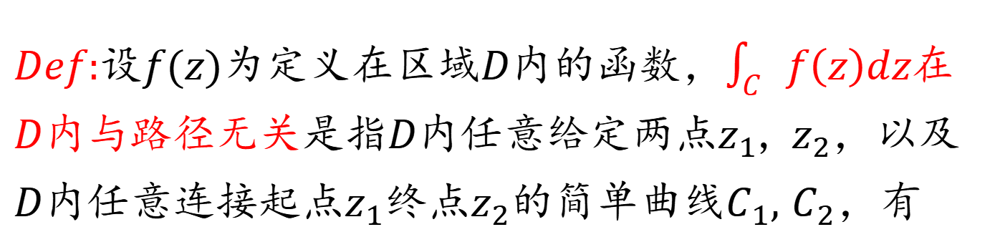 Def:设f(z)为定义在区域D内的函数，∫_C f(z)dz在
D内与路径无关是指D内任意给定两点z₁，z₂，以及
D内任意连接起点z₁终点z₂的简单曲线C₁, C₂，有